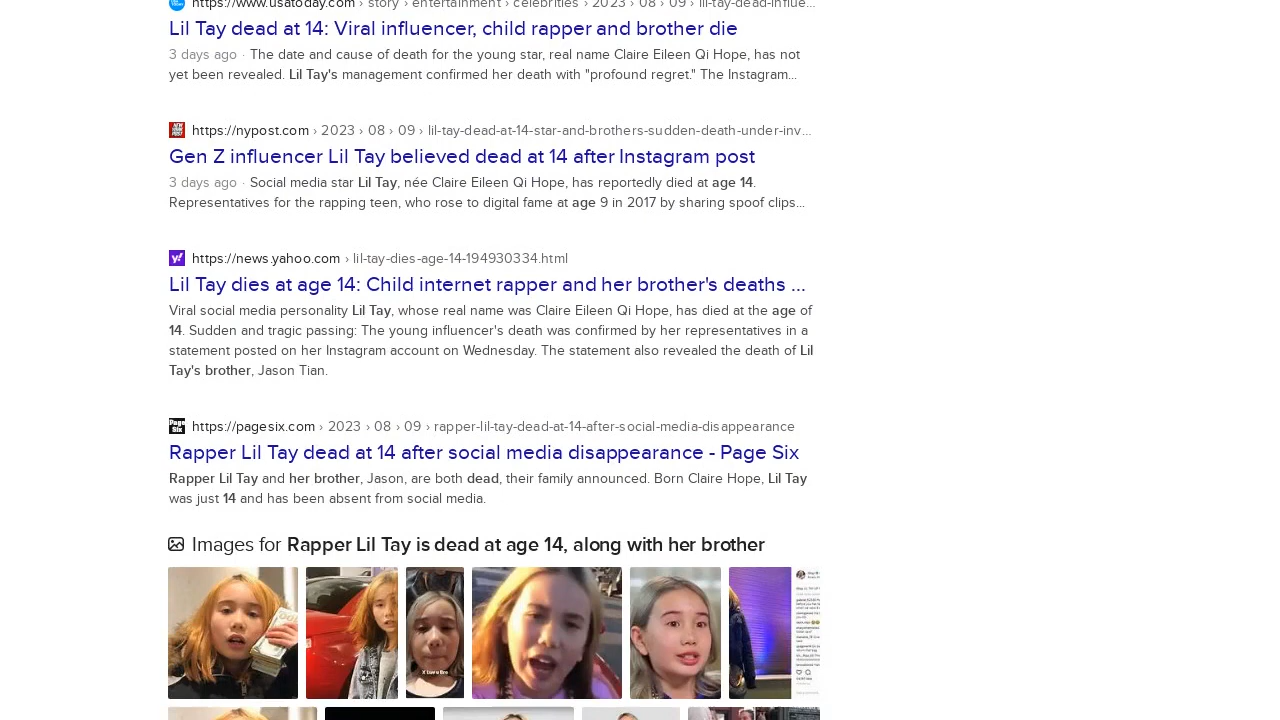 https://www.usatoday.com › story › entertainment › celebrities › 2023 › 08 › 09 › lil-tay-dead-influe...
Lil Tay dead at 14: Viral influencer, child rapper and brother die
3 days ago · The date and cause of death for the young star, real name Claire Eileen Qi Hope, has not
yet been revealed. Lil Tay's management confirmed her death with "profound regret." The Instagram...
NEW YORK POST
https://nypost.com › 2023 › 08 › 09 › lil-tay-dead-at-14-star-and-brothers-sudden-death-under-inv...
Gen Z influencer Lil Tay believed dead at 14 after Instagram post
3 days ago · Social media star Lil Tay, née Claire Eileen Qi Hope, has reportedly died at age 14.
Representatives for the rapping teen, who rose to digital fame at age 9 in 2017 by sharing spoof clips...
y!
https://news.yahoo.com › lil-tay-dies-age-14-194930334.html
Lil Tay dies at age 14: Child internet rapper and her brother's deaths ...
Viral social media personality Lil Tay, whose real name was Claire Eileen Qi Hope, has died at the age of
14. Sudden and tragic passing: The young influencer's death was confirmed by her representatives in a
statement posted on her Instagram account on Wednesday. The statement also revealed the death of Lil
Tay's brother, Jason Tian.
Page Six
https://pagesix.com › 2023 › 08 › 09 › rapper-lil-tay-dead-at-14-after-social-media-disappearance
Rapper Lil Tay dead at 14 after social media disappearance - Page Six
Rapper Lil Tay and her brother, Jason, are both dead, their family announced. Born Claire Hope, Lil Tay
was just 14 and has been absent from social media.
Images for Rapper Lil Tay is dead at age 14, along with her brother